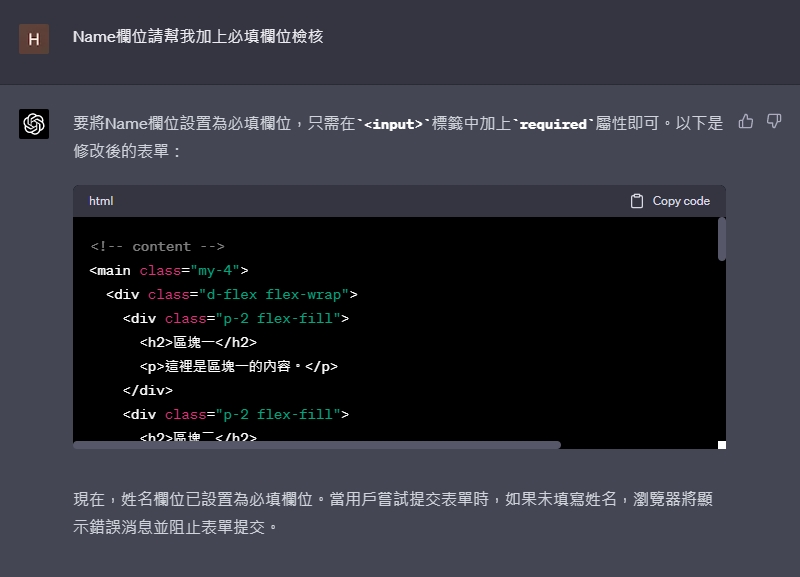 H
Name欄位請幫我加上必填欄位檢核
要將Name欄位設置為必填欄位，只需在`<input>`標籤中加上`required`屬性即可。以下是
修改後的表單：
html
Copy code
<!-- content -->
<main class="my-4">
<div class="d-flex flex-wrap">
<div class="p-2 flex-fill">
<h2>區塊一</h2>
<p>這裡是區塊一的內容。</p>
</div>
<div class="p-2 flex-fill">
<h2>區塊二</h2>
現在，姓名欄位已設置為必填欄位。當用戶嘗試提交表單時，如果未填寫姓名，瀏覽器將顯
示錯誤消息並阻止表單提交。